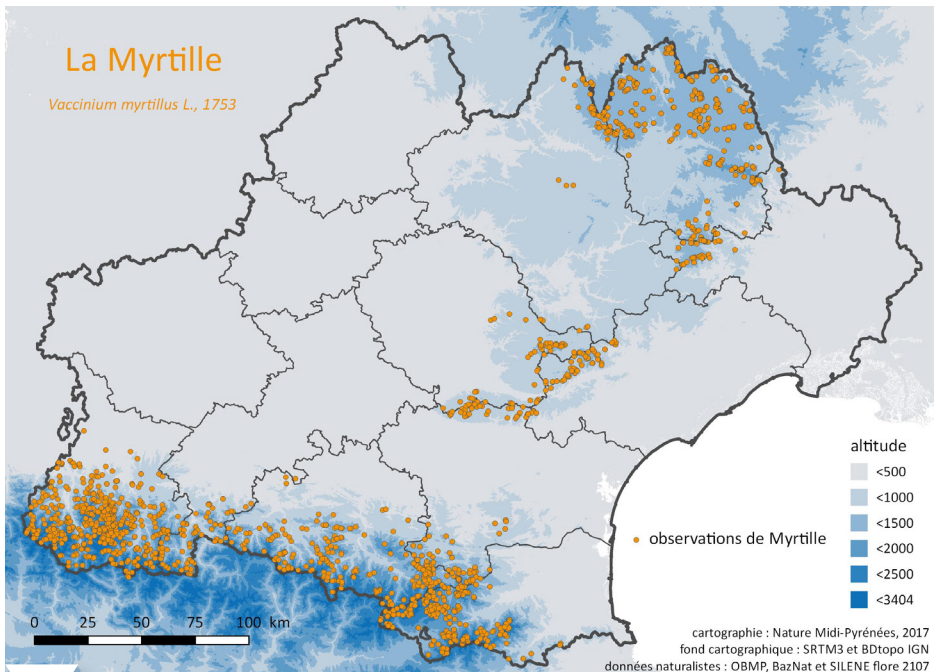 La Myrtille
Vaccinium myrtillus L., 1753
altitude
<500
<1000
<1500
<2000
<2500
<3404
observations de Myrtille
0 25 50 75 100 km
cartographie : Nature Midi-Pyrénées, 2017
fond cartographique : SRTM3 et BDtopo IGN
données naturalistes : OBMP, BazNat et SILENE flore 2107